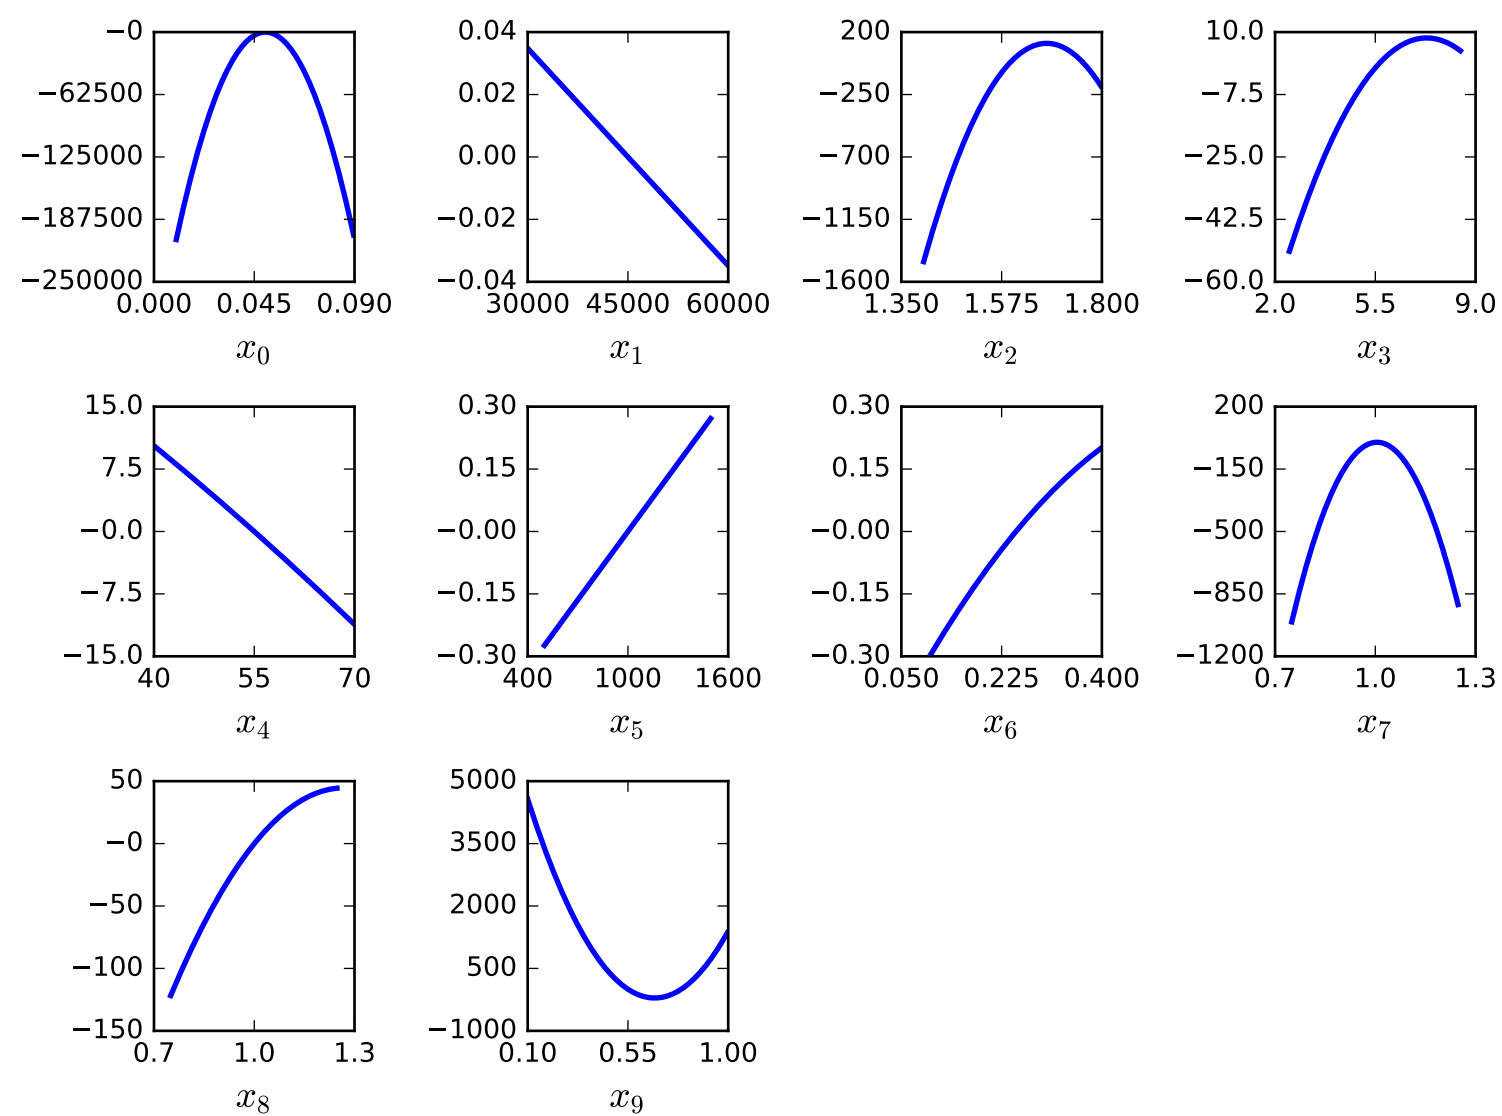 −0 −62500 −125000 −187500 −250000
0.000 0.045 0.090
x₀
0.04 0.02 0.00 −0.02 −0.04
30000 45000 60000
x₁
200 −250 −700 −1150 −1600
1.350 1.575 1.800
x₂
10.0 −7.5 −25.0 −42.5 −60.0
2.0 5.5 9.0
x₃
15.0 7.5 −0.0 −7.5 −15.0
40 55 70
x₄
0.30 0.15 −0.00 −0.15 −0.30
400 1000 1600
x₅
0.30 0.15 −0.00 −0.15 −0.30
0.050 0.225 0.400
x₆
200 −150 −500 −850 −1200
0.7 1.0 1.3
x₇
50 −0 −50 −100 −150
0.7 1.0 1.3
x₈
5000 3500 2000 500 −1000
0.10 0.55 1.00
x₉